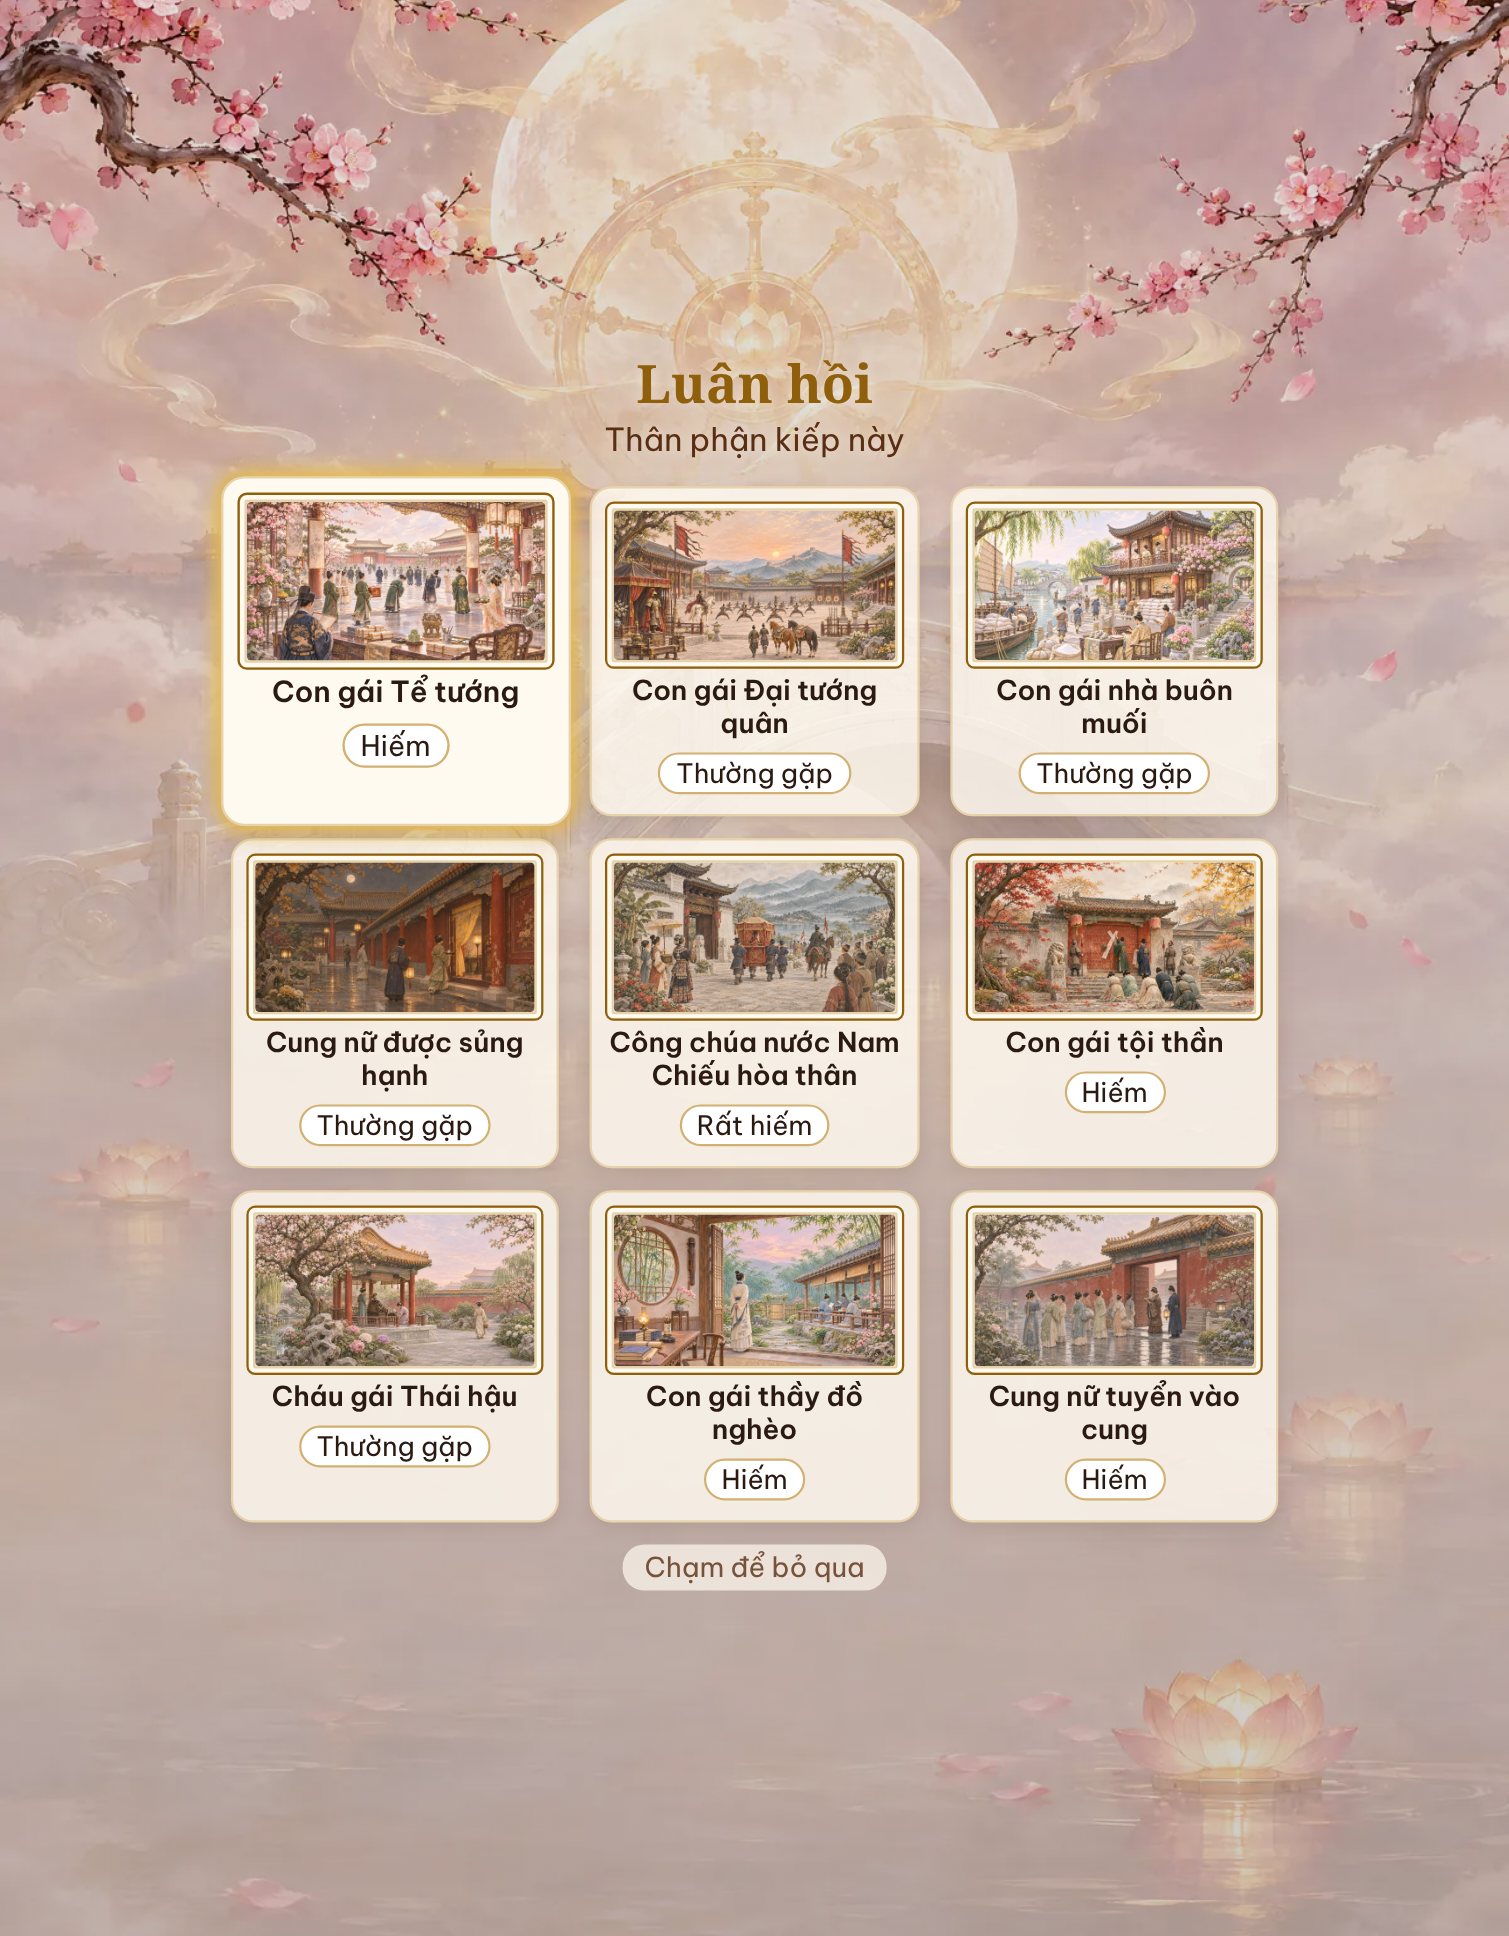 Luân hồi
Thân phận kiếp này
Con gái Tể tướng
Hiếm
Con gái Đại tướng
quân
Thường gặp
Con gái nhà buôn
muối
Thường gặp
Cung nữ được sủng
hạnh
Thường gặp
Công chúa nước Nam
Chiếu hòa thân
Rất hiếm
Con gái tội thần
Hiếm
Cháu gái Thái hậu
Thường gặp
Con gái thầy đồ
nghèo
Hiếm
Cung nữ tuyển vào
cung
Hiếm
Chạm để bỏ qua